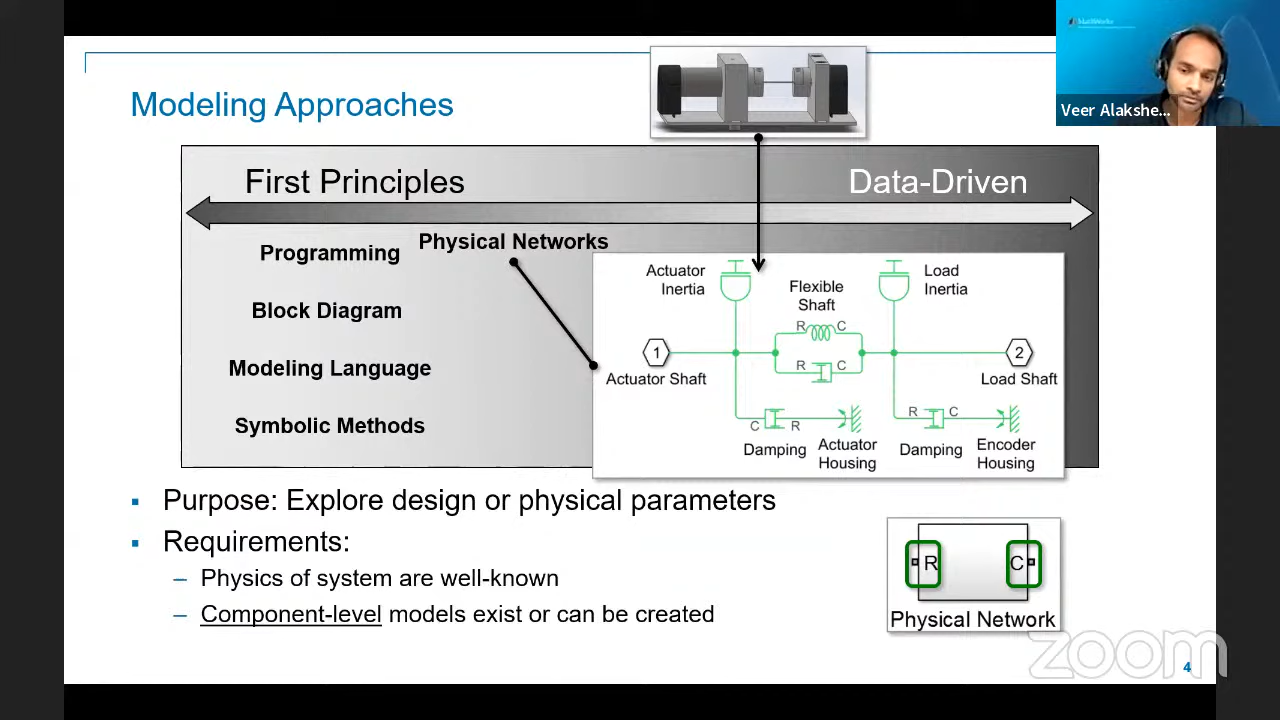 MathWorks
Veer Alakshe...
Modeling Approaches
First Principles
Data-Driven
Programming
Physical Networks
Block Diagram
Modeling Language
Symbolic Methods
Actuator
Inertia
Flexible
Shaft
Load
Inertia
R C
1
2
Actuator Shaft
R C
Load Shaft
C R
R C
Damping
Actuator
Housing
Damping
Encoder
Housing
▪ Purpose: Explore design or physical parameters
▪ Requirements:
– Physics of system are well-known
– Component-level models exist or can be created
R C
Physical Network
zoom
4